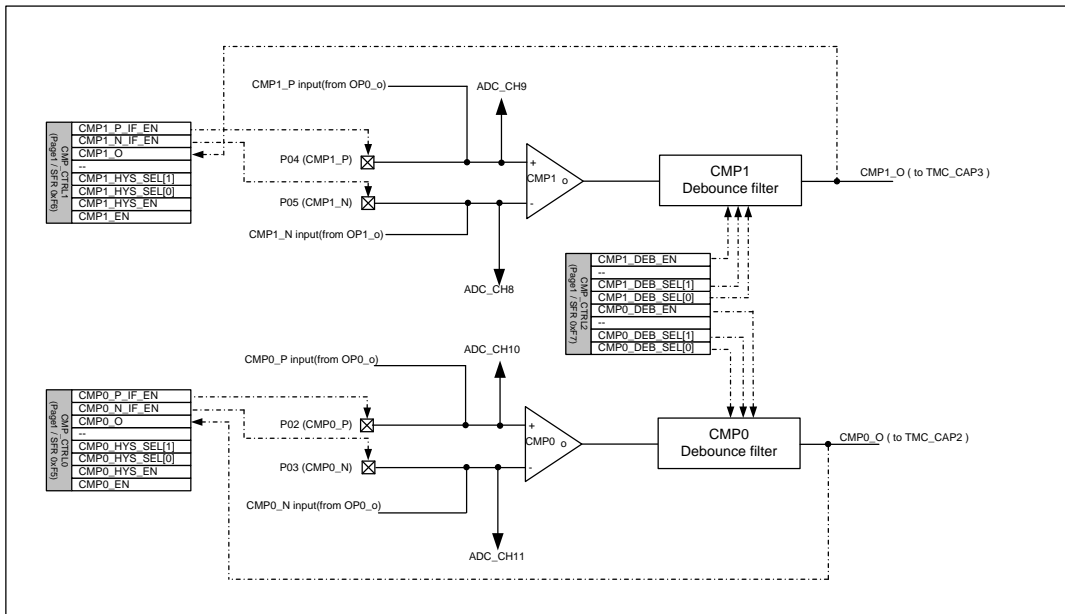 CMP1_P input(from OP0_o)
ADC_CH9
CMP_CTRL1
(Page1 / SFR 0xF6)
CMP1_P_IF_EN
CMP1_N_IF_EN
CMP1_O
--
CMP1_HYS_SEL[1]
CMP1_HYS_SEL[0]
CMP1_HYS_EN
CMP1_EN
P04 (CMP1_P)
P05 (CMP1_N)
+
CMP1
o
-
CMP1
Debounce filter
CMP1_O ( to TMC_CAP3 )
CMP1_N input(from OP1_o)
ADC_CH8
CMP_CTRL2
(Page1 / SFR 0xF7)
CMP1_DEB_EN
--
CMP1_DEB_SEL[1]
CMP1_DEB_SEL[0]
CMP0_DEB_EN
--
CMP0_DEB_SEL[1]
CMP0_DEB_SEL[0]
CMP0_P input(from OP0_o)
ADC_CH10
CMP_CTRL0
(Page1 / SFR 0xF5)
CMP0_P_IF_EN
CMP0_N_IF_EN
CMP0_O
--
CMP0_HYS_SEL[1]
CMP0_HYS_SEL[0]
CMP0_HYS_EN
CMP0_EN
P02 (CMP0_P)
P03 (CMP0_N)
+
CMP0
o
-
CMP0
Debounce filter
CMP0_O ( to TMC_CAP2 )
CMP0_N input(from OP0_o)
ADC_CH11